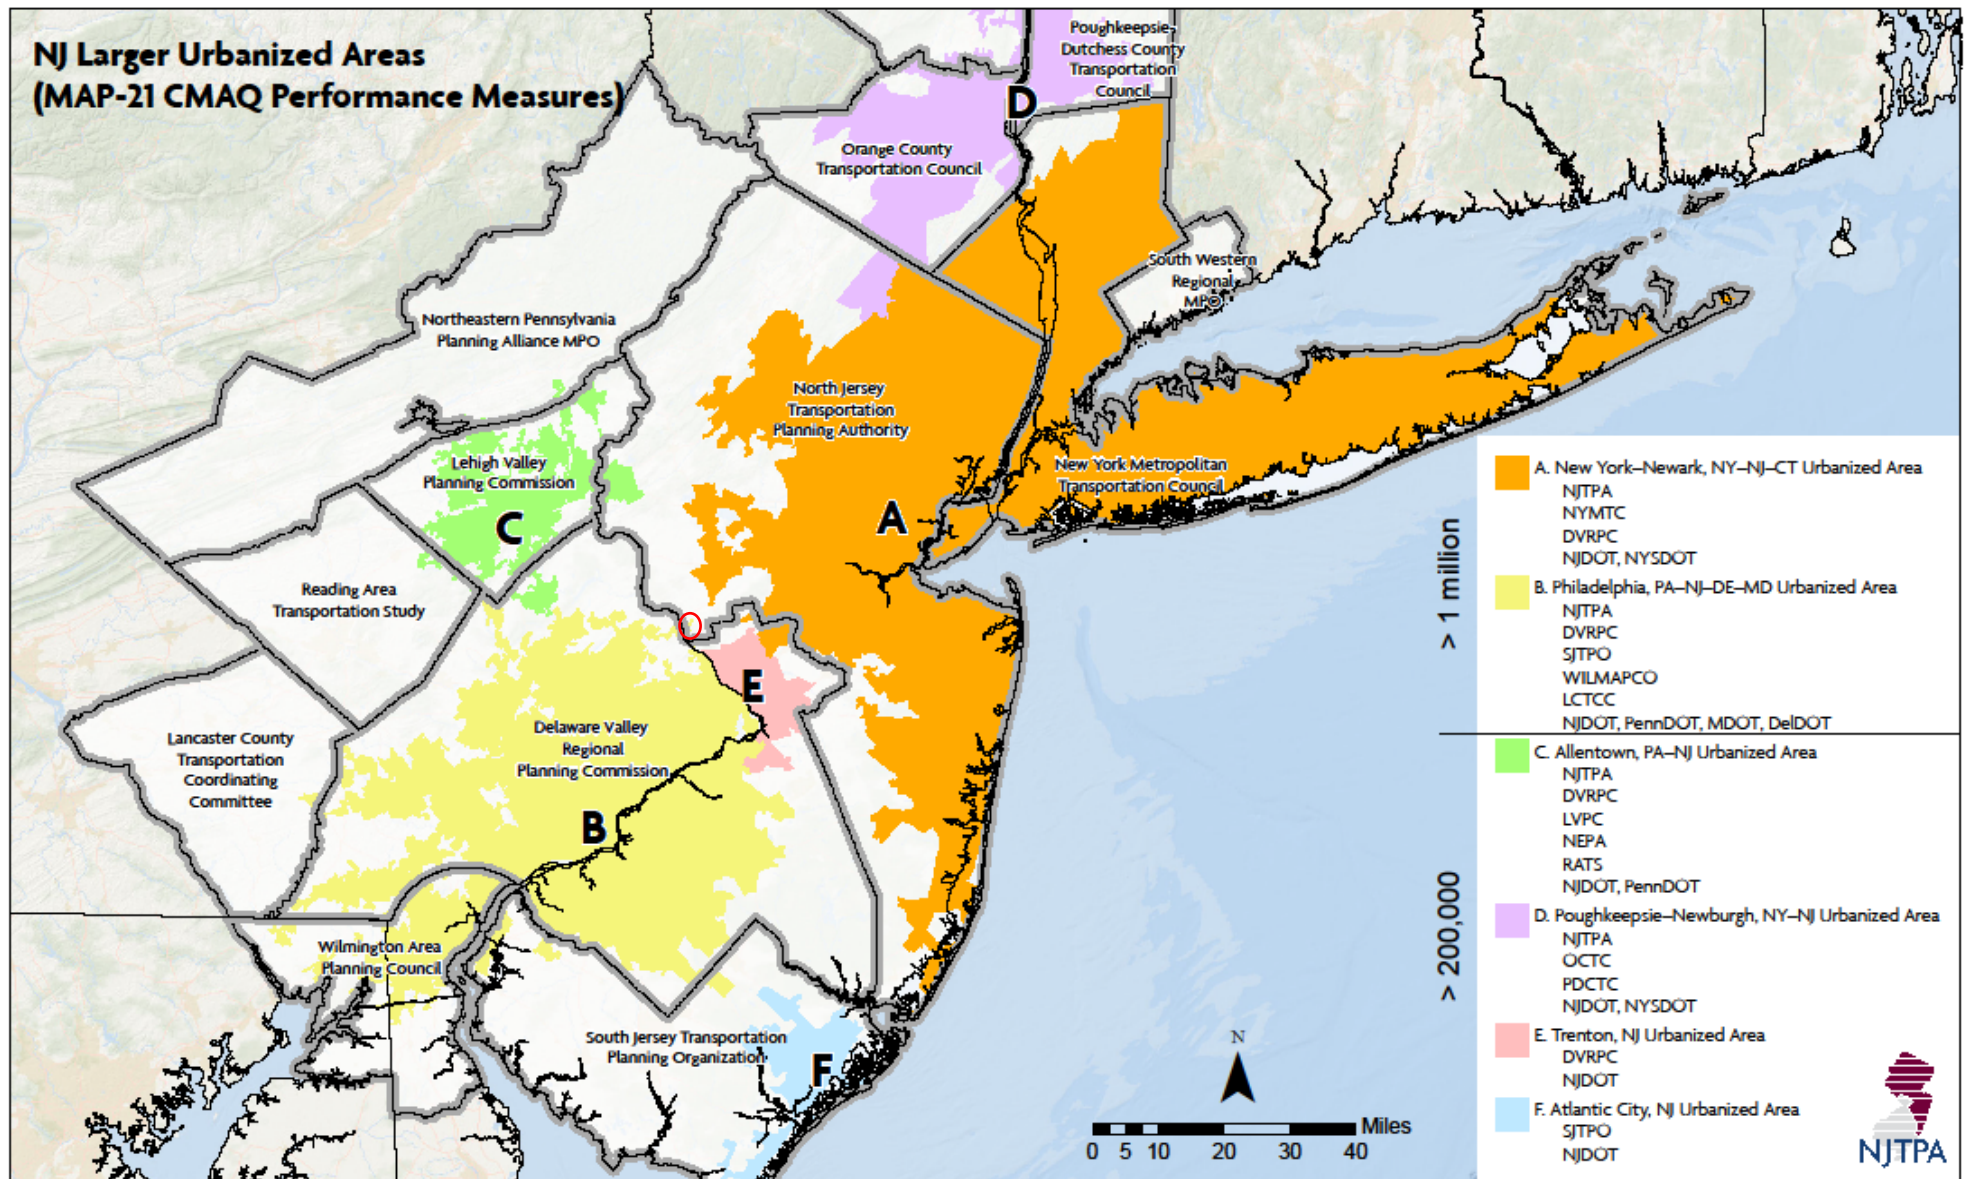 NJ Larger Urbanized Areas
(MAP-21 CMAQ Performance Measures)
Poughkeepsie-
Dutchess County
Transportation
Council
D
Orange County
Transportation Council
South Western
Regional
MPO
Northeastern Pennsylvania
Planning Alliance MPO
North Jersey
Transportation
Planning Authority
Lehigh Valley
Planning Commission
C
New York Metropolitan
Transportation Council
A
Reading Area
Transportation Study
E
Lancaster County
Transportation
Coordinating
Committee
Delaware Valley
Regional
Planning Commission
B
Wilmington Area
Planning Council
South Jersey Transportation
Planning Organization
F
> 1 million
A. New York–Newark, NY–NJ–CT Urbanized Area
NJTPA
NYMTC
DVRPC
NJDOT, NYSDOT
B. Philadelphia, PA–NJ–DE–MD Urbanized Area
NJTPA
DVRPC
SJTPO
WILMAPCO
LCTCC
NJDOT, PennDOT, MDOT, DelDOT
> 200,000
C. Allentown, PA–NJ Urbanized Area
NJTPA
DVRPC
LVPC
NEPA
RATS
NJDOT, PennDOT
D. Poughkeepsie–Newburgh, NY–NJ Urbanized Area
NJTPA
OCTC
PDCTC
NJDOT, NYSDOT
E. Trenton, NJ Urbanized Area
DVRPC
NJDOT
F. Atlantic City, NJ Urbanized Area
SJTPO
NJDOT
N
Miles
0 5 10 20 30 40
NJTPA